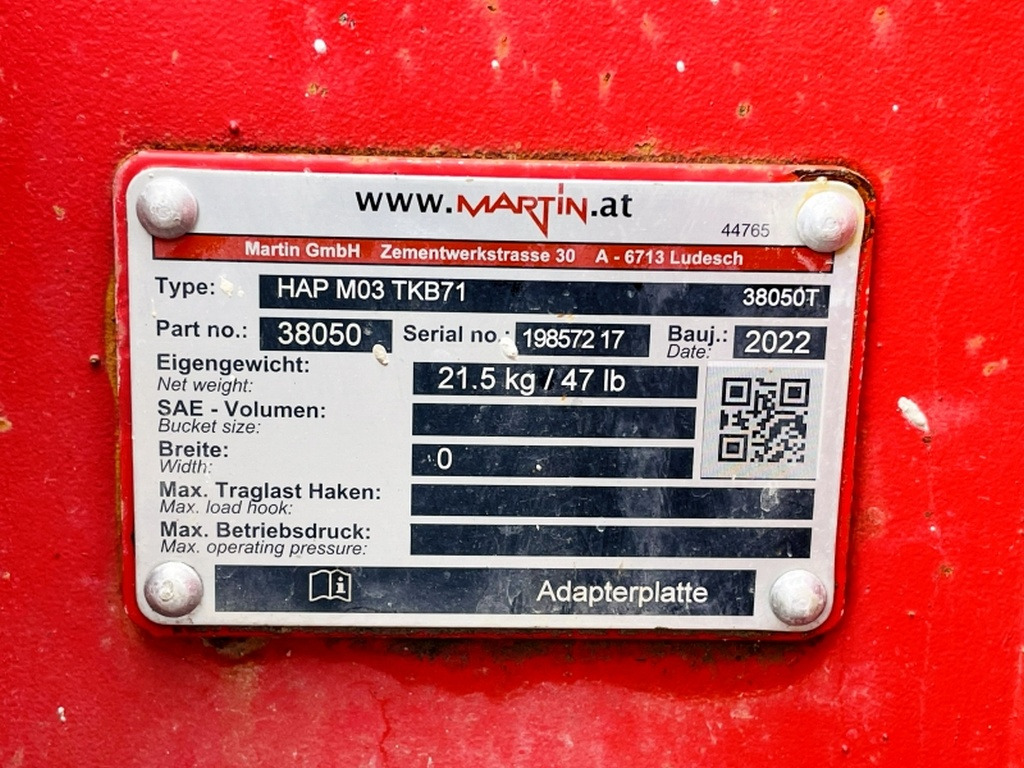 www.MARTIN.at
44765
Martin GmbH Zementwerkstrasse 30 A - 6713 Ludesch
Type: HAP M03 TKB71 38050T
Part no.: 38050 Serial no.: 198572 17 Bauj.: 2022
Date:
Eigengewicht: 21.5 kg / 47 lb
Net weight:
SAE - Volumen:
Bucket size:
Breite: 0
Width:
Max. Traglast Haken:
Max. load hook:
Max. Betriebsdruck:
Max. operating pressure:
Adapterplatte